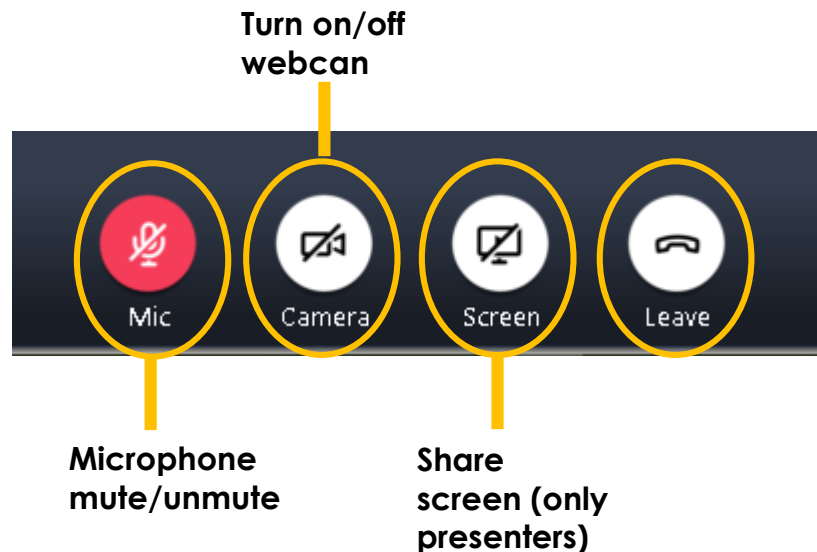 Turn on/off
webcan
Mic
Camera
Screen
Leave
Microphone
mute/unmute
Share
screen (only
presenters)